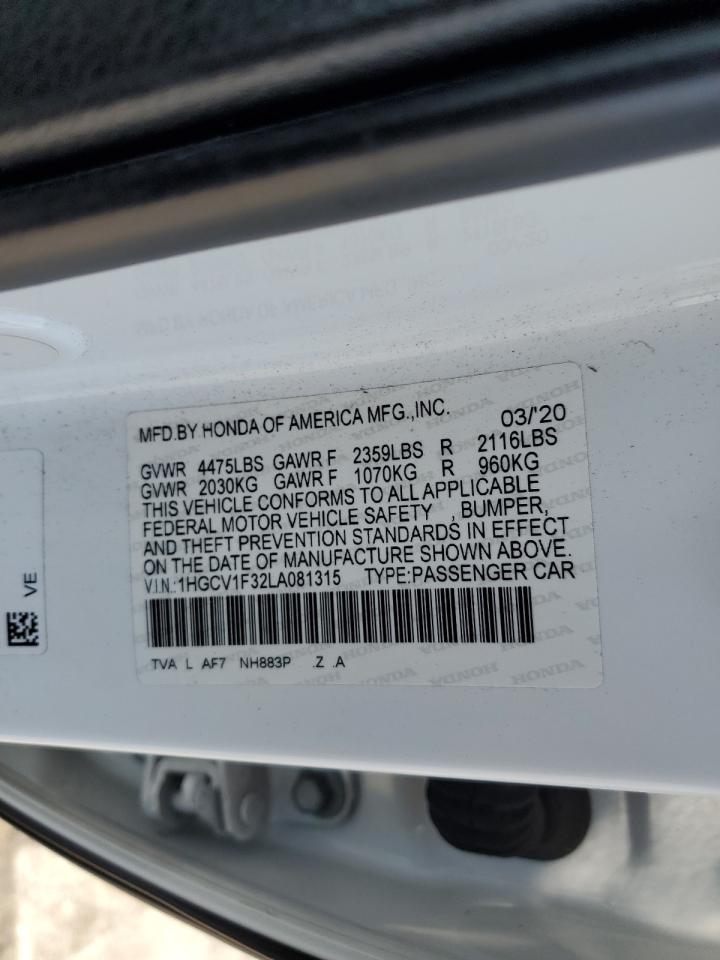 MFD.BY HONDA OF AMERICA MFG.,INC. 03/'20
GVWR 4475LBS GAWR F 2359LBS R 2116LBS
GVWR 2030KG GAWR F 1070KG R 960KG
THIS VEHICLE CONFORMS TO ALL APPLICABLE
FEDERAL MOTOR VEHICLE SAFETY , BUMPER,
AND THEFT PREVENTION STANDARDS IN EFFECT
ON THE DATE OF MANUFACTURE SHOWN ABOVE.
V.I.N.:1HGCV1F32LA081315 TYPE:PASSENGER CAR
TVA L AF7 NH883P .Z .A
VE